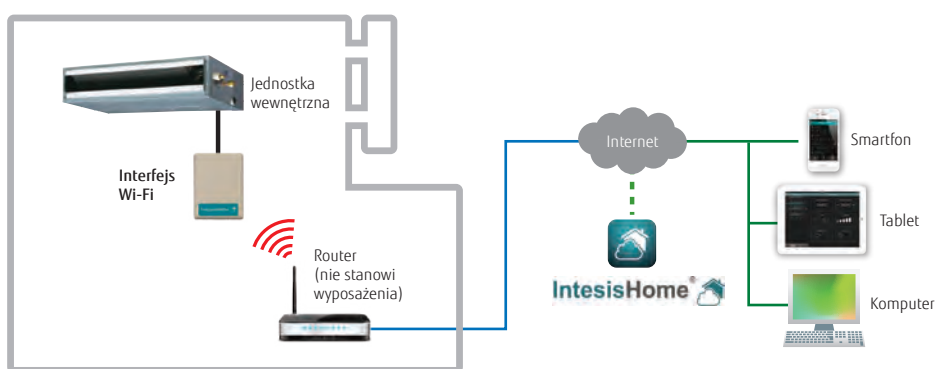 Jednostka
wewnętrzna
Interfejs
Wi-Fi
Router
(nie stanowi
wyposażenia)
Internet
IntesisHome®
Smartfon
Tablet
Komputer